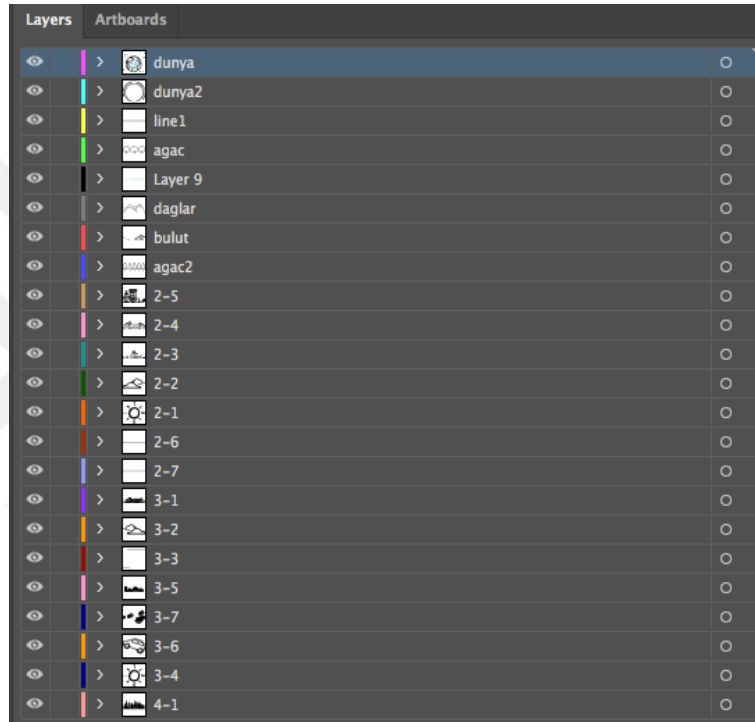 Layers Artboards
dunya
dunya2
line1
agac
Layer 9
daglar
bulut
agac2
2-5
2-4
2-3
2-2
2-1
2-6
2-7
3-1
3-2
3-3
3-5
3-7
3-6
3-4
4-1